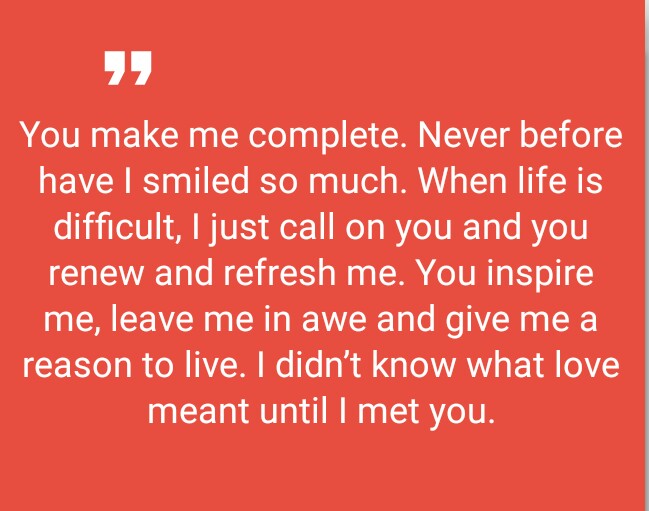 ”
You make me complete. Never before
have I smiled so much. When life is
difficult, I just call on you and you
renew and refresh me. You inspire
me, leave me in awe and give me a
reason to live. I didn’t know what love
meant until I met you.